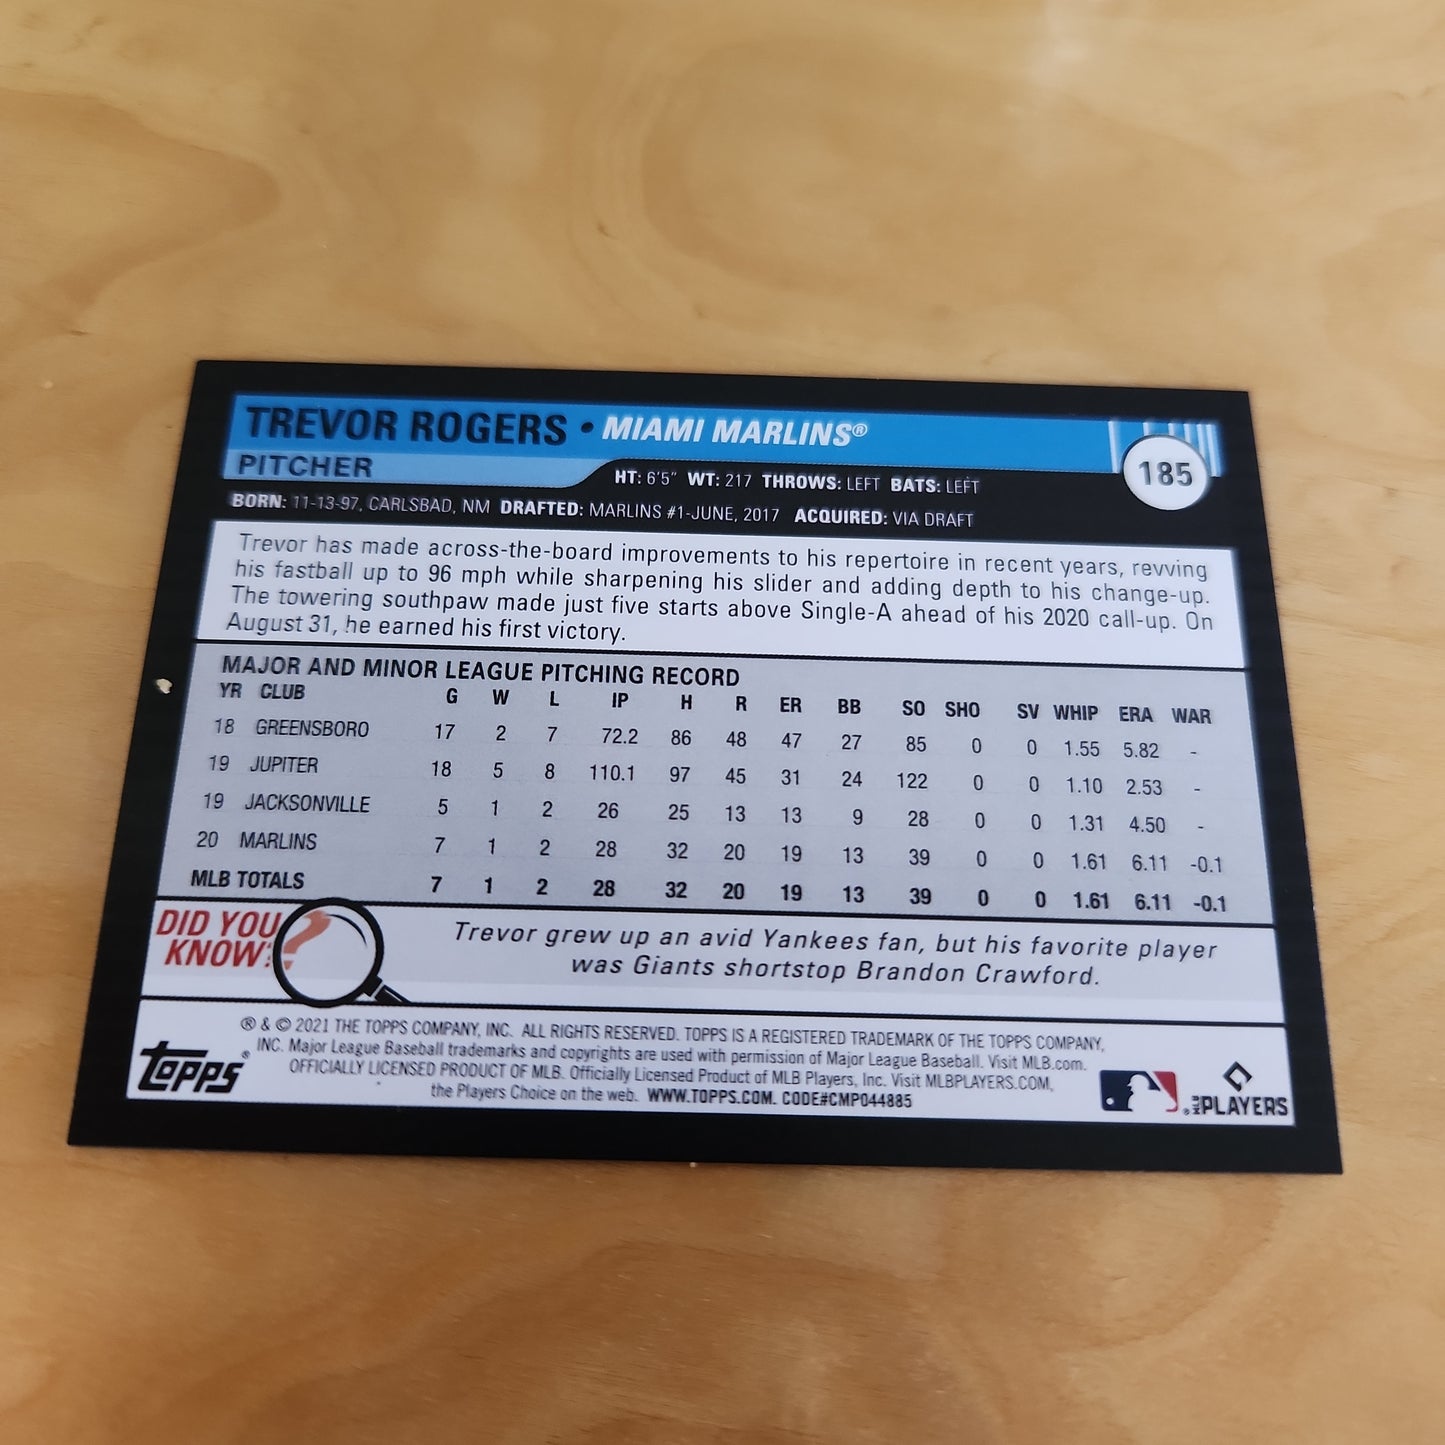 TREVOR ROGERS • MIAMI MARLINS®
185
PITCHER
HT: 6'5" WT: 217 THROWS: LEFT BATS: LEFT
BORN: 11-13-97, CARLSBAD, NM DRAFTED: MARLINS #1-JUNE, 2017 ACQUIRED: VIA DRAFT
Trevor has made across-the-board improvements to his repertoire in recent years, revving
his fastball up to 96 mph while sharpening his slider and adding depth to his change-up.
The towering southpaw made just five starts above Single-A ahead of his 2020 call-up. On
August 31, he earned his first victory.
MAJOR AND MINOR LEAGUE PITCHING RECORD
YR CLUB G W L IP H R ER BB SO SHO SV WHIP ERA WAR
18 GREENSBORO 17 2 7 72.2 86 48 47 27 85 0 0 1.55 5.82 -
19 JUPITER 18 5 8 110.1 97 45 31 24 122 0 0 1.10 2.53 -
19 JACKSONVILLE 5 1 2 26 25 13 13 9 28 0 0 1.31 4.50 -
20 MARLINS 7 1 2 28 32 20 19 13 39 0 0 1.61 6.11 -0.1
MLB TOTALS 7 1 2 28 32 20 19 13 39 0 0 1.61 6.11 -0.1
DID YOU
KNOW?
Trevor grew up an avid Yankees fan, but his favorite player
was Giants shortstop Brandon Crawford.
® & © 2021 THE TOPPS COMPANY, INC. ALL RIGHTS RESERVED. TOPPS IS A REGISTERED TRADEMARK OF THE TOPPS COMPANY,
INC. Major League Baseball trademarks and copyrights are used with permission of Major League Baseball. Visit MLB.com.
OFFICIALLY LICENSED PRODUCT OF MLB. Officially Licensed Product of MLB Players, Inc. Visit MLBPLAYERS.COM,
the Players Choice on the web. WWW.TOPPS.COM. CODE#CMP044885
topps®
MLB PLAYERS